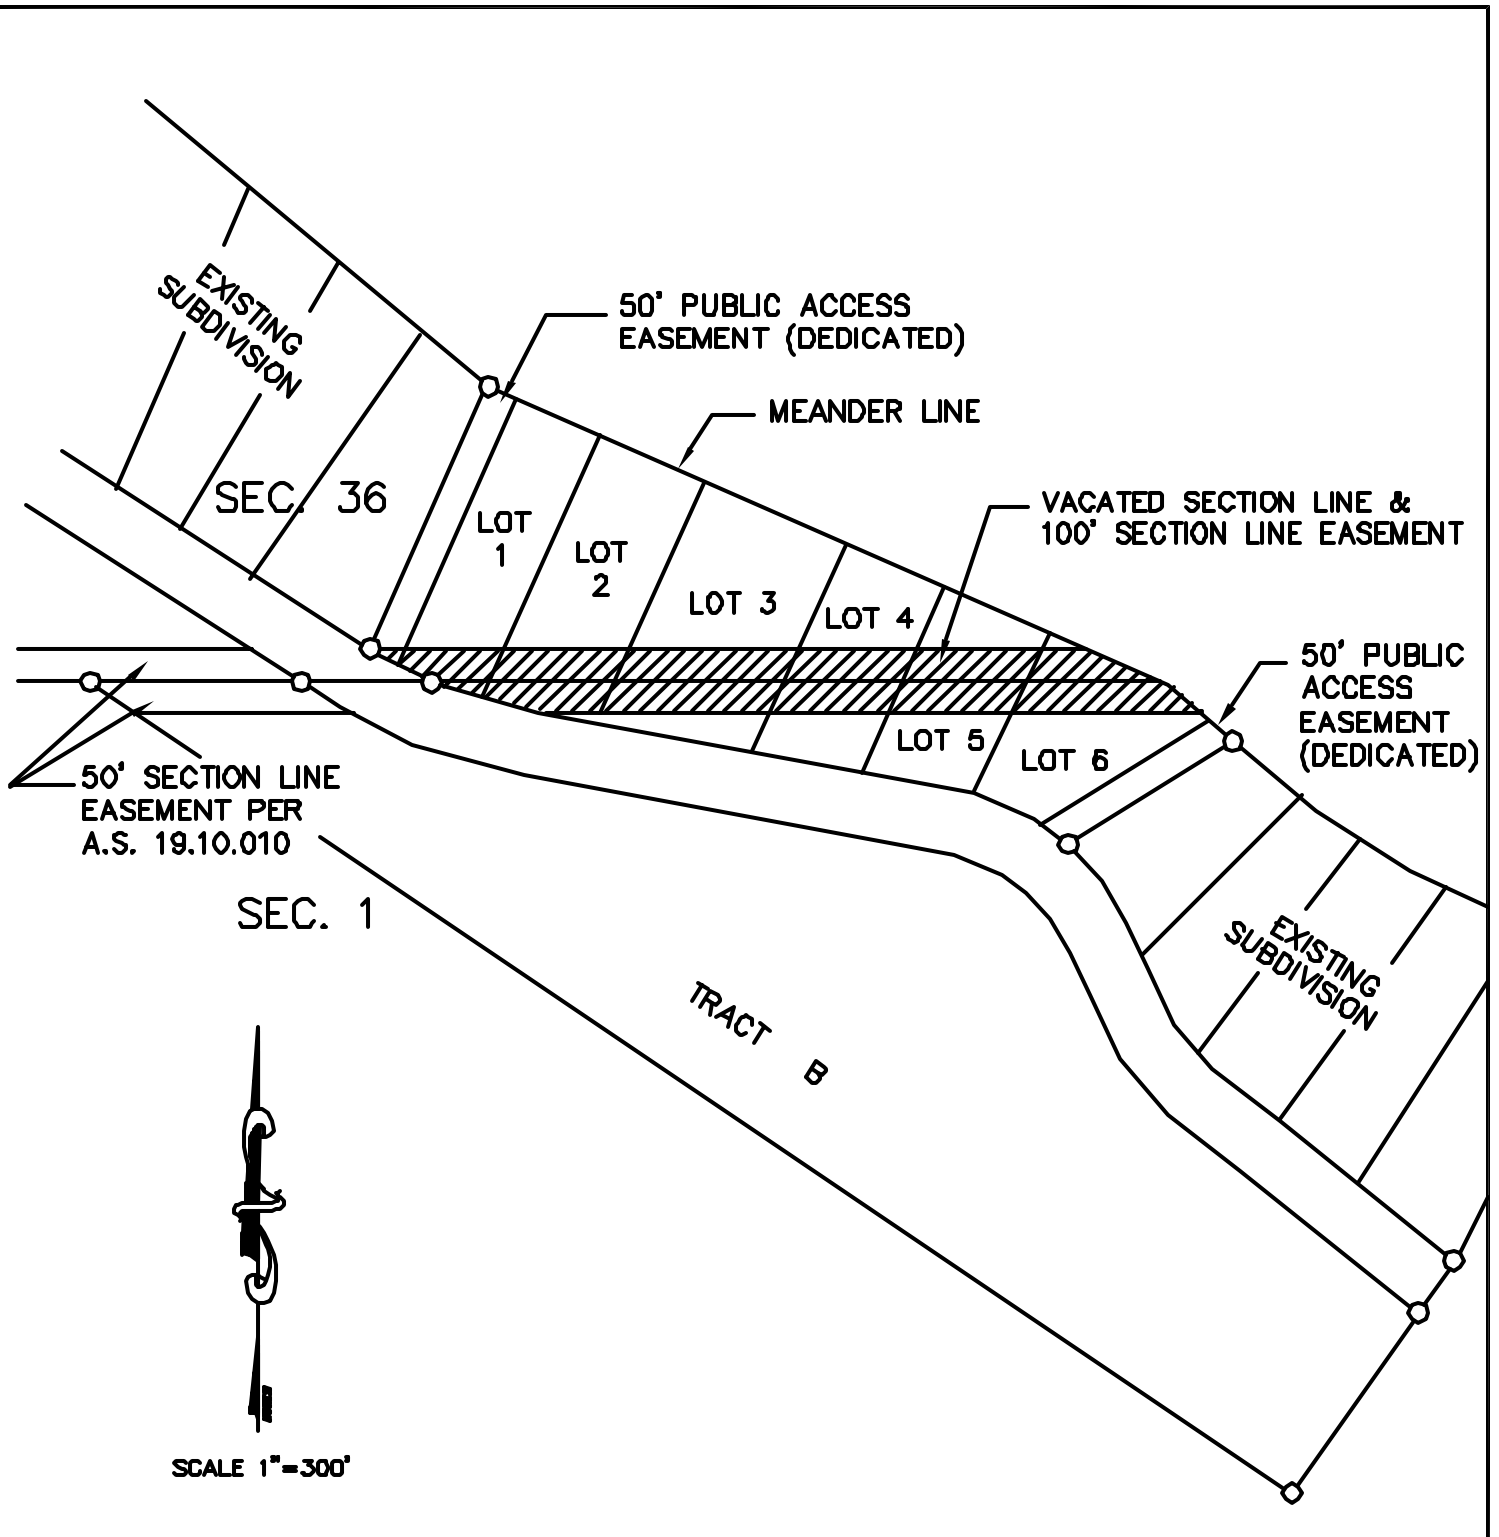 EXISTING
SUBDIVISION
50' PUBLIC ACCESS
EASEMENT (DEDICATED)
MEANDER LINE
SEC. 36
VACATED SECTION LINE &
100' SECTION LINE EASEMENT
LOT
1
LOT
2
LOT 3
LOT 4
LOT 5
LOT 6
50' PUBLIC
ACCESS
EASEMENT
(DEDICATED)
50' SECTION LINE
EASEMENT PER
A.S. 19.10.010
SEC. 1
EXISTING
SUBDIVISION
TRACT B
SCALE 1"=300'